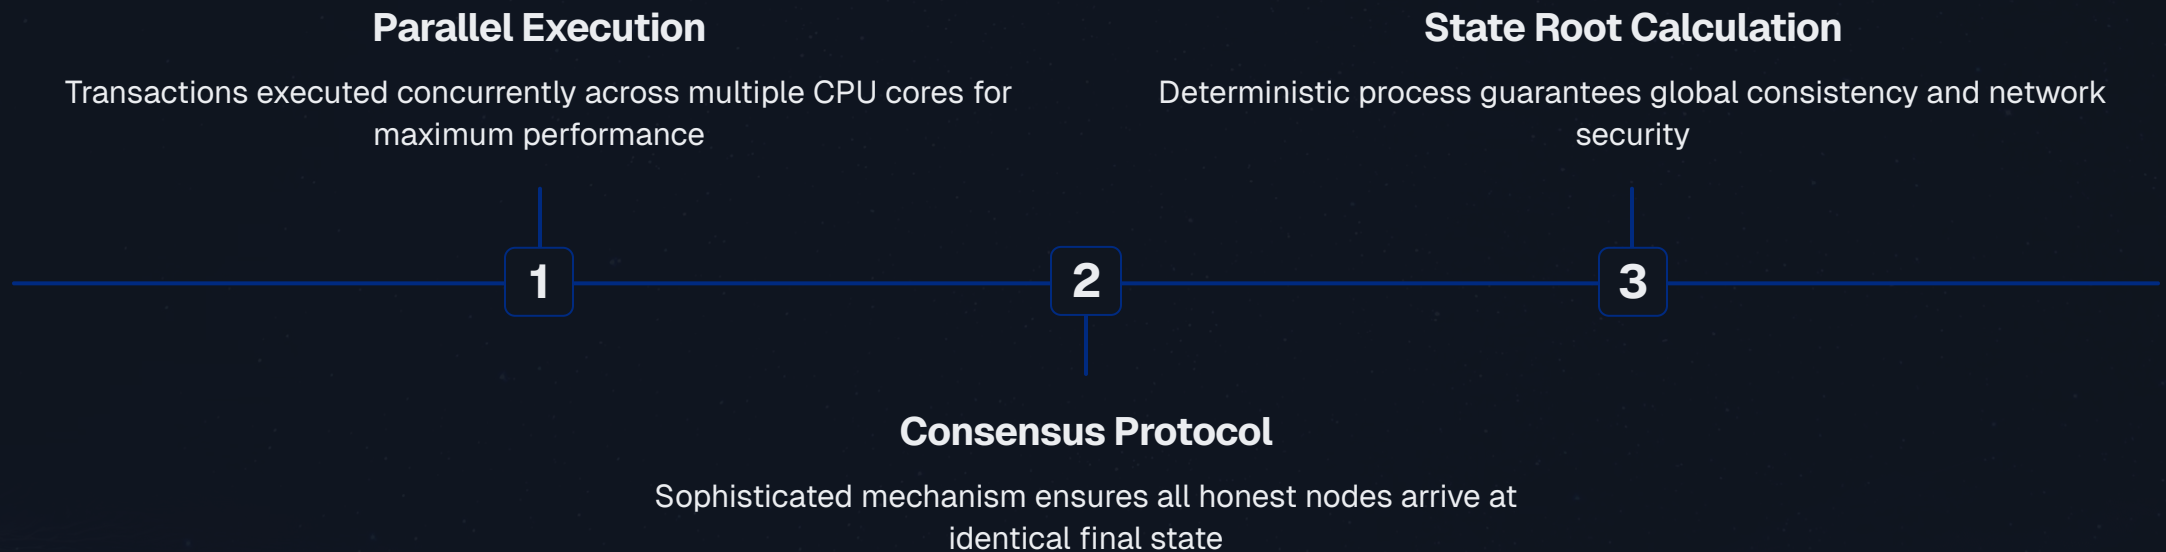 Parallel Execution
Transactions executed concurrently across multiple CPU cores for
maximum performance
State Root Calculation
Deterministic process guarantees global consistency and network
security
1
2
3
Consensus Protocol
Sophisticated mechanism ensures all honest nodes arrive at
identical final state